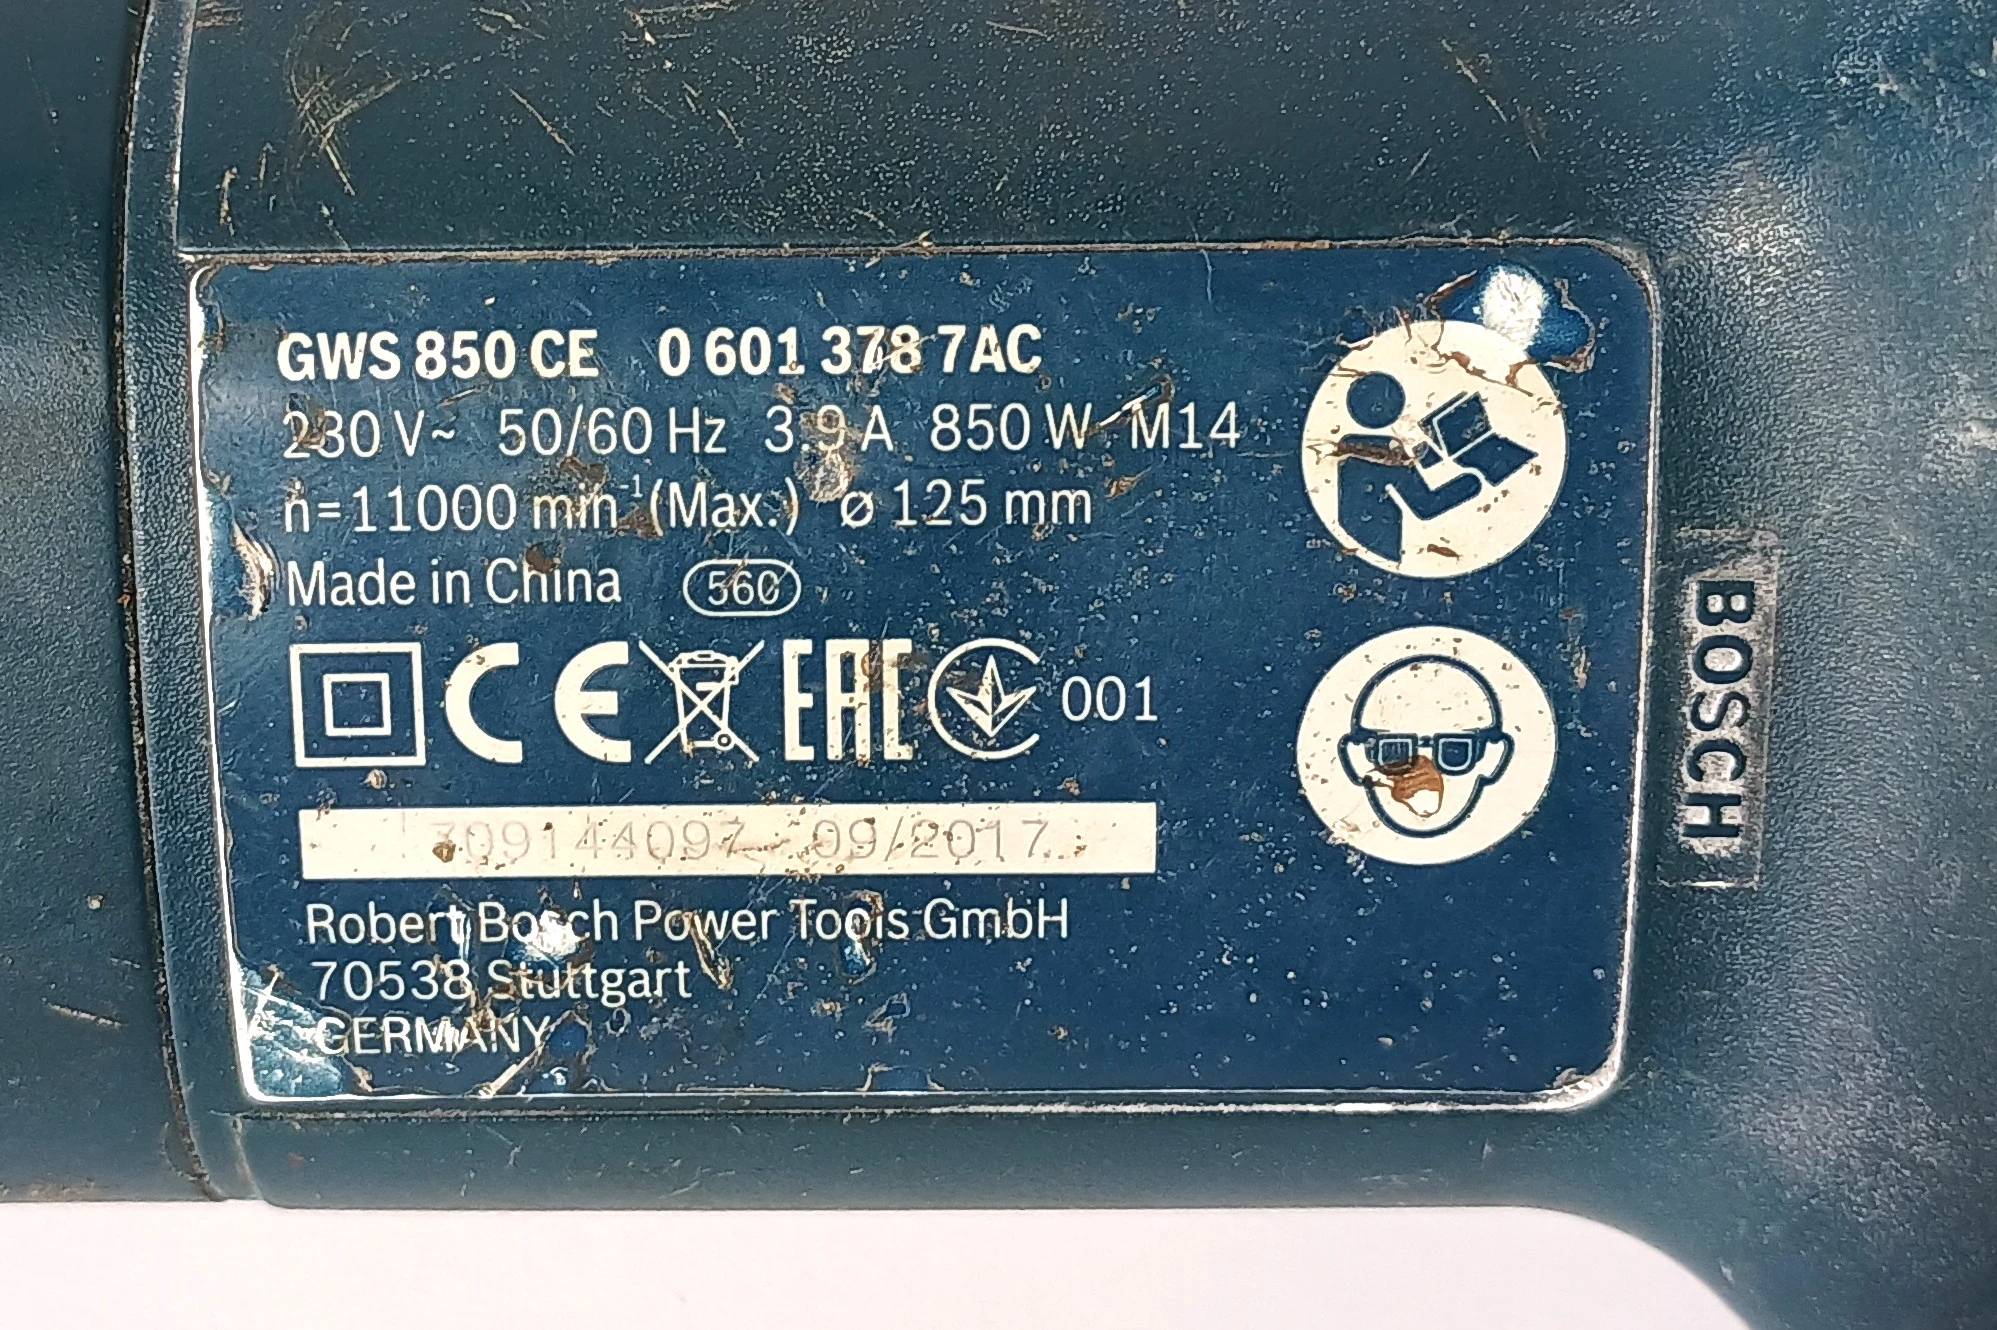 GWS 850 CE 0 601 378 7AC
230 V~ 50/60 Hz 3.9 A 850 W M14
n=11000 min⁻¹ (Max.) ø 125 mm
Made in China 560
CE EAC 001
309144097 09/2017
Robert Bosch Power Tools GmbH
70538 Stuttgart
GERMANY
BOSCH